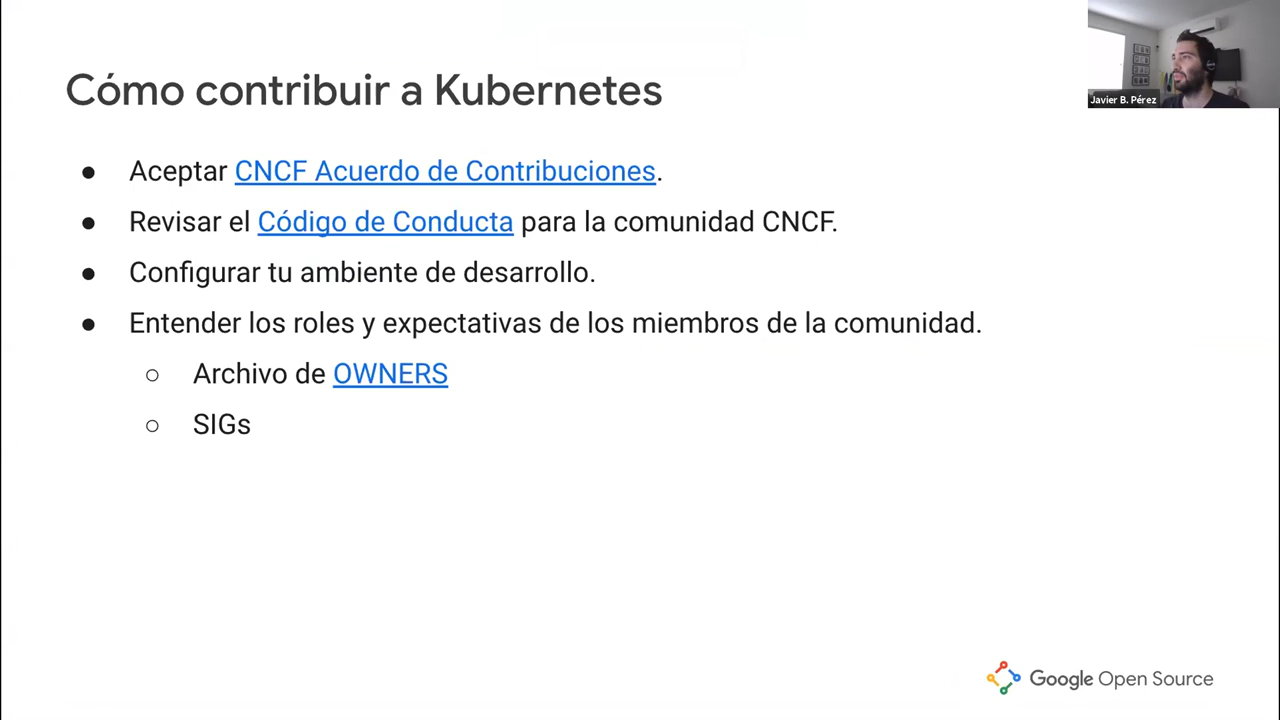 Cómo contribuir a Kubernetes
Javier B. Pérez
● Aceptar CNCF Acuerdo de Contribuciones.
● Revisar el Código de Conducta para la comunidad CNCF.
● Configurar tu ambiente de desarrollo.
● Entender los roles y expectativas de los miembros de la comunidad.
○ Archivo de OWNERS
○ SIGs
Google Open Source